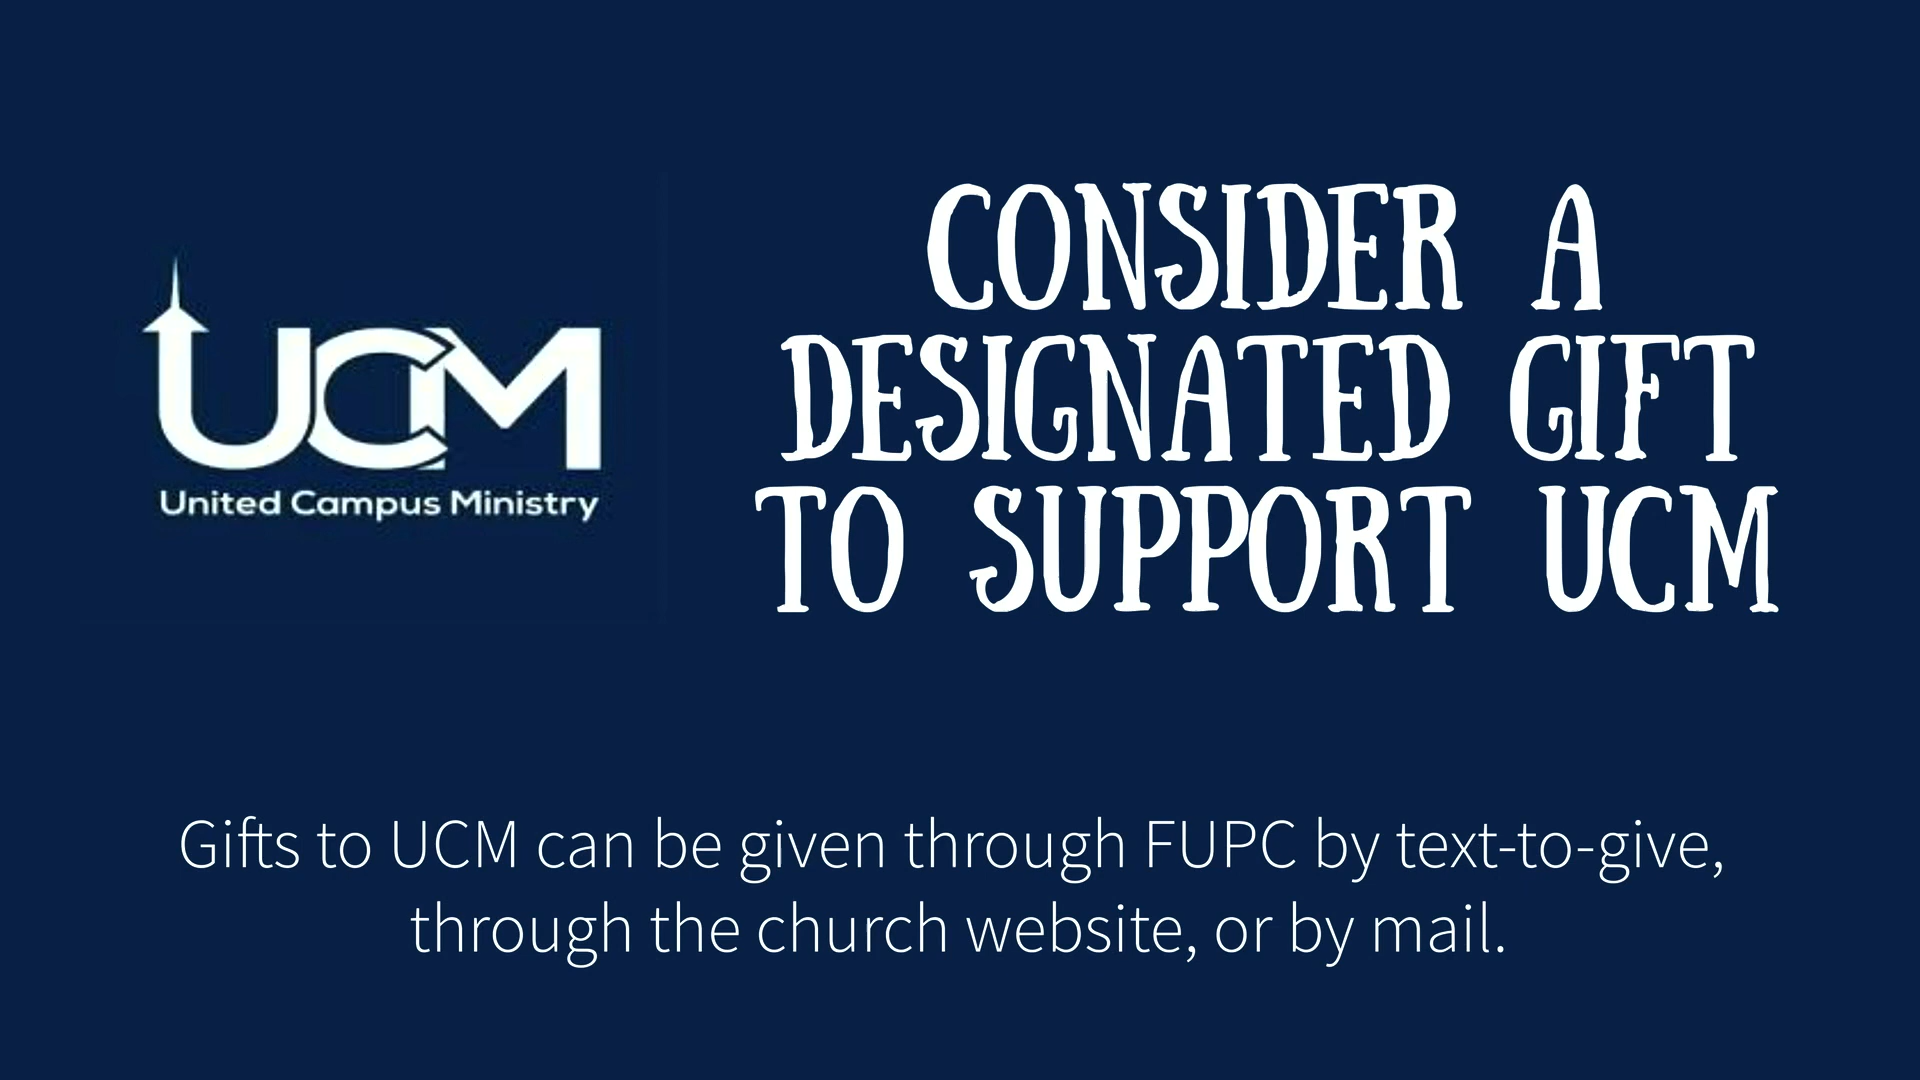 UCM
United Campus Ministry
CONSIDER A
DESIGNATED GIFT
TO SUPPORT UCM
Gifts to UCM can be given through FUPC by text-to-give,
through the church website, or by mail.